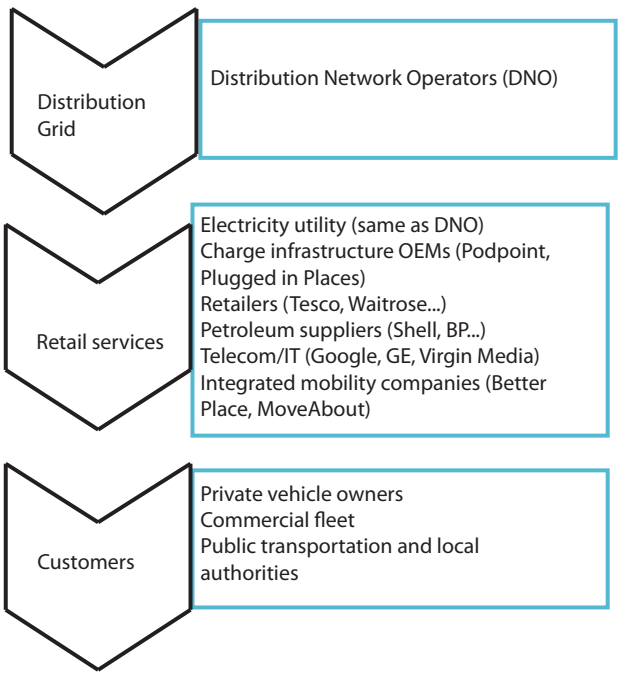 Distribution
Grid
Distribution Network Operators (DNO)
Retail services
Electricity utility (same as DNO)
Charge infrastructure OEMs (Podpoint,
Plugged in Places)
Retailers (Tesco, Waitrose...)
Petroleum suppliers (Shell, BP...)
Telecom/IT (Google, GE, Virgin Media)
Integrated mobility companies (Better
Place, MoveAbout)
Customers
Private vehicle owners
Commercial fleet
Public transportation and local
authorities